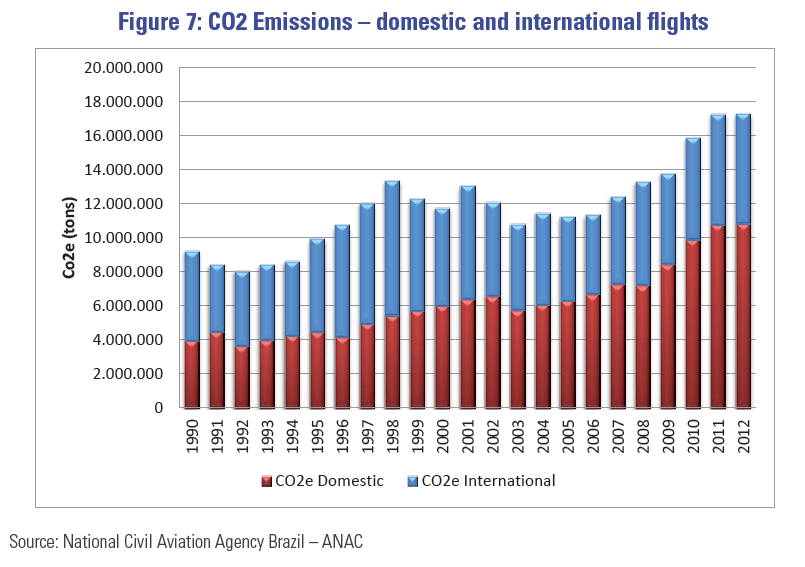 Figure 7: CO2 Emissions – domestic and international flights
20.000.000
18.000.000
16.000.000
14.000.000
12.000.000
10.000.000
8.000.000
6.000.000
4.000.000
2.000.000
0
Co2e (tons)
1990 1991 1992 1993 1994 1995 1996 1997 1998 1999 2000 2001 2002 2003 2004 2005 2006 2007 2008 2009 2010 2011 2012
CO2e Domestic CO2e International
Source: National Civil Aviation Agency Brazil – ANAC